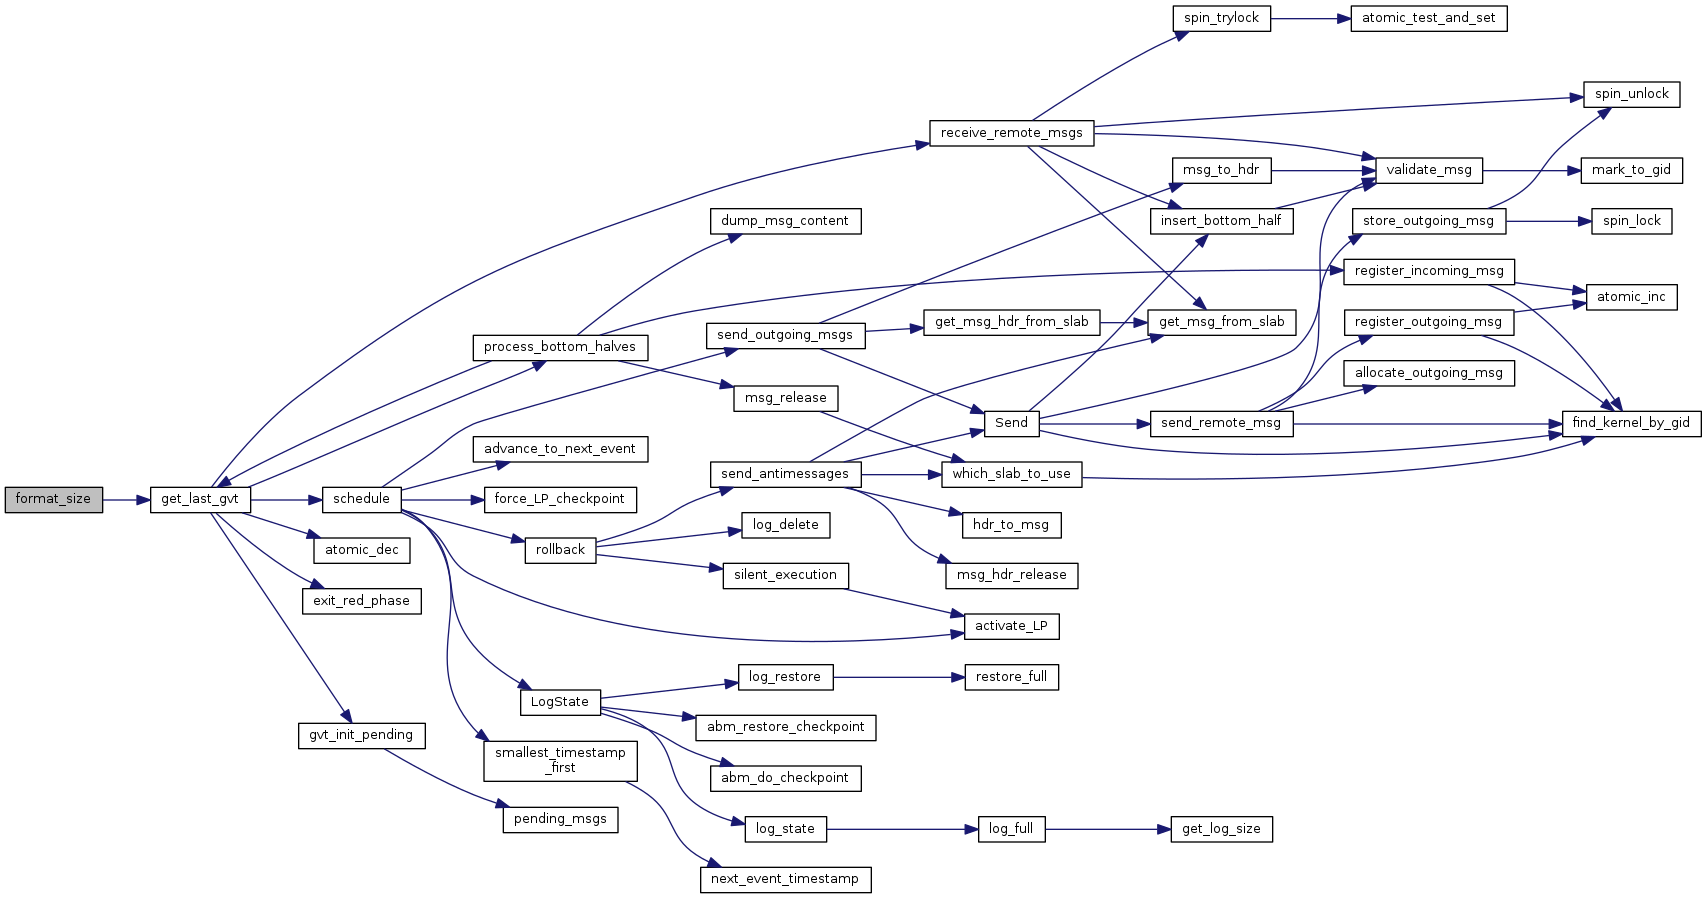 spin_trylock
atomic_test_and_set
spin_unlock
receive_remote_msgs
msg_to_hdr
validate_msg
mark_to_gid
dump_msg_content
insert_bottom_half
store_outgoing_msg
spin_lock
register_incoming_msg
atomic_inc
process_bottom_halves
send_outgoing_msgs
get_msg_hdr_from_slab
get_msg_from_slab
register_outgoing_msg
allocate_outgoing_msg
msg_release
Send
send_remote_msg
find_kernel_by_gid
advance_to_next_event
send_antimessages
which_slab_to_use
format_size
get_last_gvt
schedule
force_LP_checkpoint
log_delete
hdr_to_msg
atomic_dec
rollback
silent_execution
msg_hdr_release
exit_red_phase
activate_LP
log_restore
restore_full
LogState
abm_restore_checkpoint
gvt_init_pending
smallest_timestamp
_first
abm_do_checkpoint
pending_msgs
log_state
log_full
get_log_size
next_event_timestamp